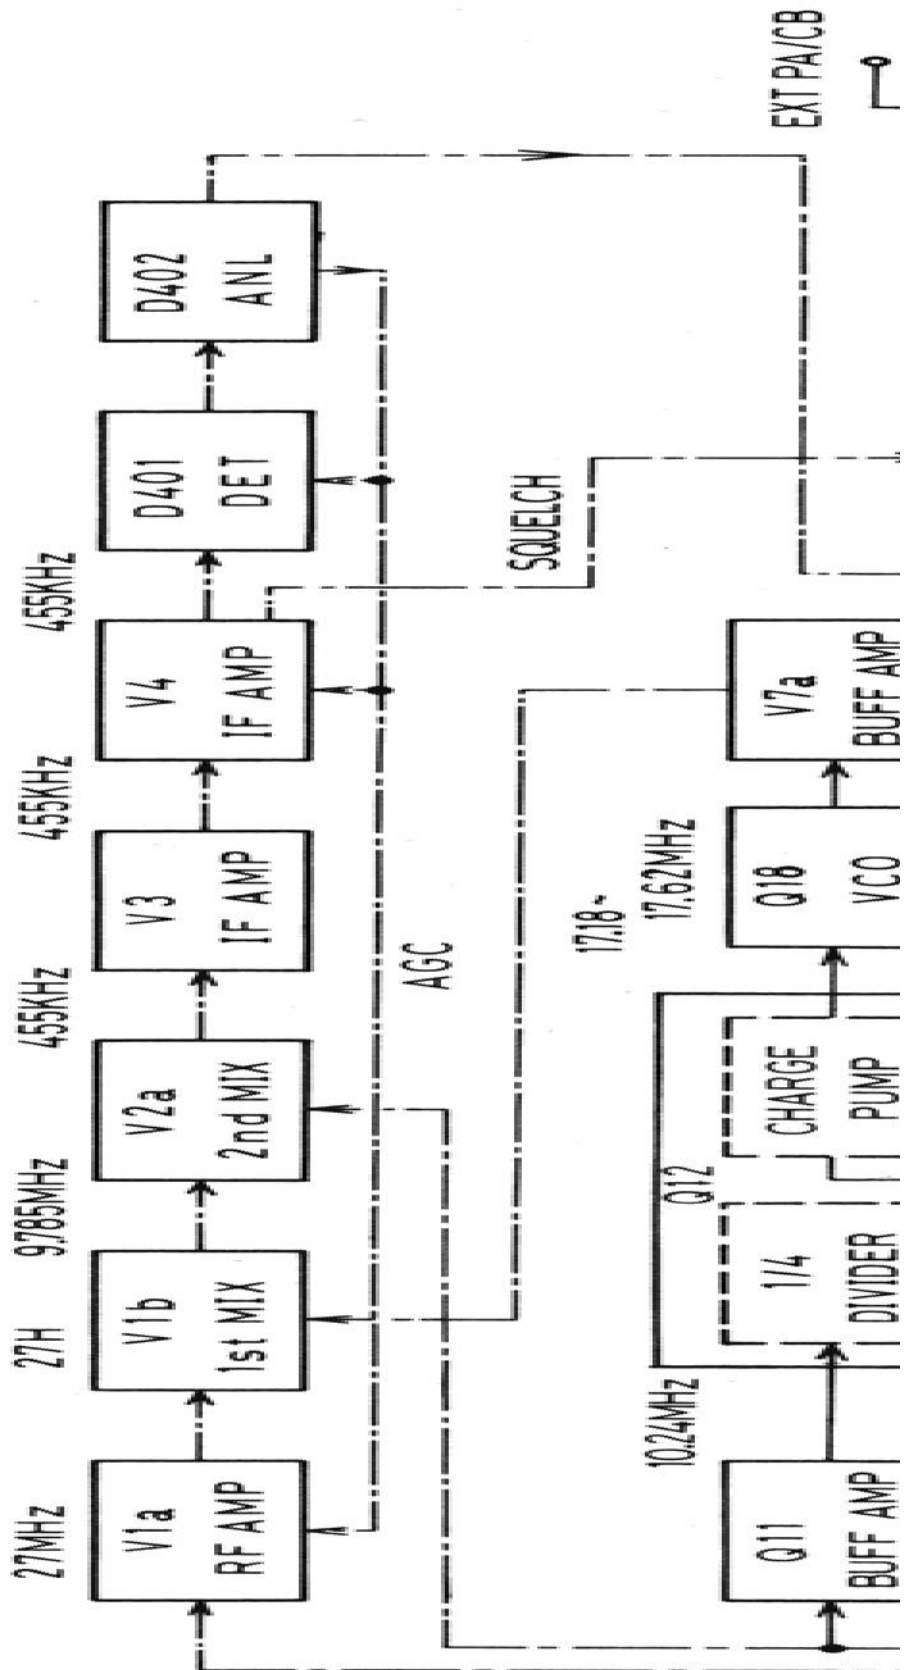 27MHz
27H
9.785MHz
455KHz
455KHz
455KHz
V1a
RF AMP
V1b
1st MIX
V2a
2nd MIX
V3
IF AMP
V4
IF AMP
D401
DET
D402
ANL
AGC
SQUELCH
EXT PA/CB
10.24MHz
Q12
17.18~
17.62MHz
Q11
BUFF AMP
1/4
DIVIDER
CHARGE
PUMP
Q18
VCO
V7a
BUFF AMP